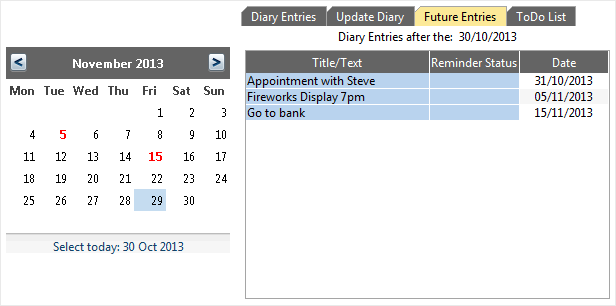 Diary Entries Update Diary Future Entries ToDo List
Diary Entries after the: 30/10/2013
< November 2013 >
Mon Tue Wed Thu Fri Sat Sun
1 2 3
4 5 6 7 8 9 10
11 12 13 14 15 16 17
18 19 20 21 22 23 24
25 26 27 28 29 30
Select today: 30 Oct 2013
Title/Text Reminder Status Date
Appointment with Steve 31/10/2013
Fireworks Display 7pm 05/11/2013
Go to bank 15/11/2013